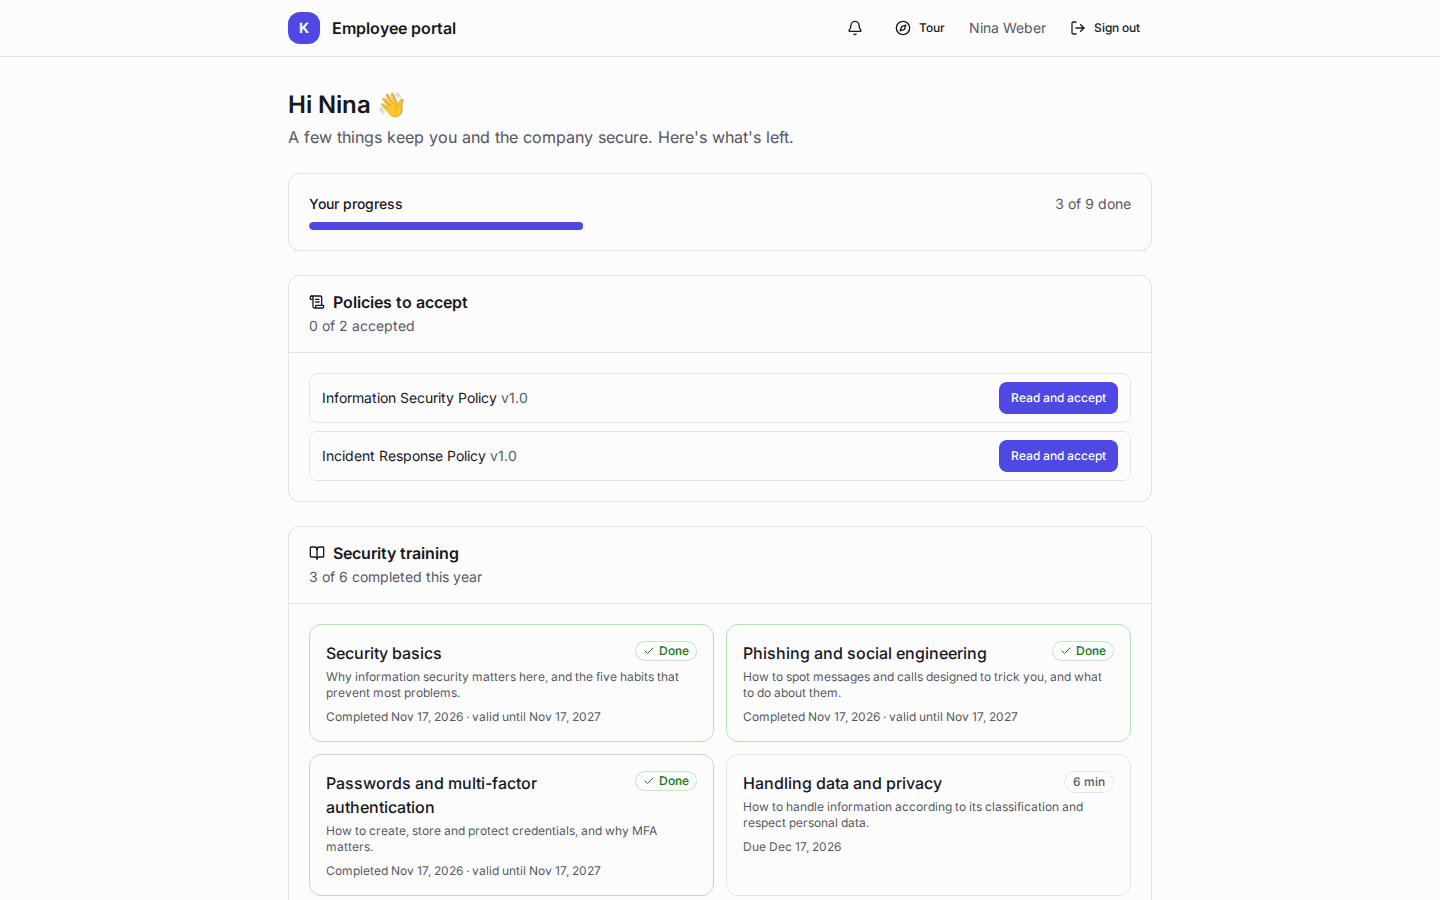 K
Employee portal
Tour
Nina Weber
Sign out
Hi Nina 👋
A few things keep you and the company secure. Here's what's left.
Your progress
3 of 9 done
Policies to accept
0 of 2 accepted
Information Security Policy v1.0
Read and accept
Incident Response Policy v1.0
Read and accept
Security training
3 of 6 completed this year
Security basics
Done
Why information security matters here, and the five habits that
prevent most problems.
Completed Nov 17, 2026 · valid until Nov 17, 2027
Phishing and social engineering
Done
How to spot messages and calls designed to trick you, and what
to do about them.
Completed Nov 17, 2026 · valid until Nov 17, 2027
Passwords and multi-factor
authentication
Done
How to create, store and protect credentials, and why MFA
matters.
Completed Nov 17, 2026 · valid until Nov 17, 2027
Handling data and privacy
6 min
How to handle information according to its classification and
respect personal data.
Due Dec 17, 2026